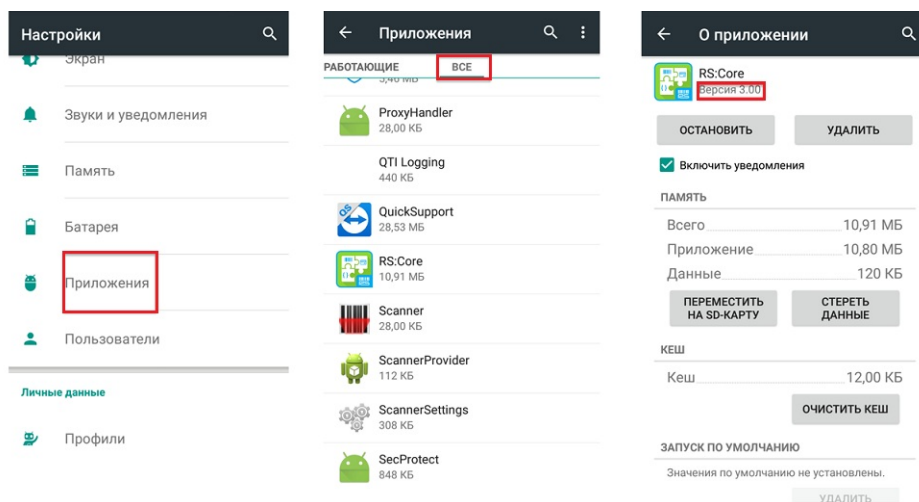 Настройки
Экран
Звуки и уведомления
Память
Батарея
Приложения
Пользователи
Личные данные
Профили
Приложения
РАБОТАЮЩИЕ ВСЕ
3,40 МБ
ProxyHandler
28,00 КБ
QTI Logging
440 КБ
QS
QuickSupport
28,53 МБ
RS:Core
10,91 МБ
Scanner
28,00 КБ
ScannerProvider
112 КБ
ScannerSettings
308 КБ
SecProtect
848 КБ
О приложении
RS:Core
Версия 3.00
ОСТАНОВИТЬ УДАЛИТЬ
Включить уведомления
ПАМЯТЬ
Всего 10,91 МБ
Приложение 10,80 МБ
Данные 120 КБ
ПЕРЕМЕСТИТЬ
НА SD-КАРТУ
СТЕРЕТЬ
ДАННЫЕ
КЕШ
Кеш 12,00 КБ
ОЧИСТИТЬ КЕШ
ЗАПУСК ПО УМОЛЧАНИЮ
Значения по умолчанию не установлены.
УДАЛИТЬ